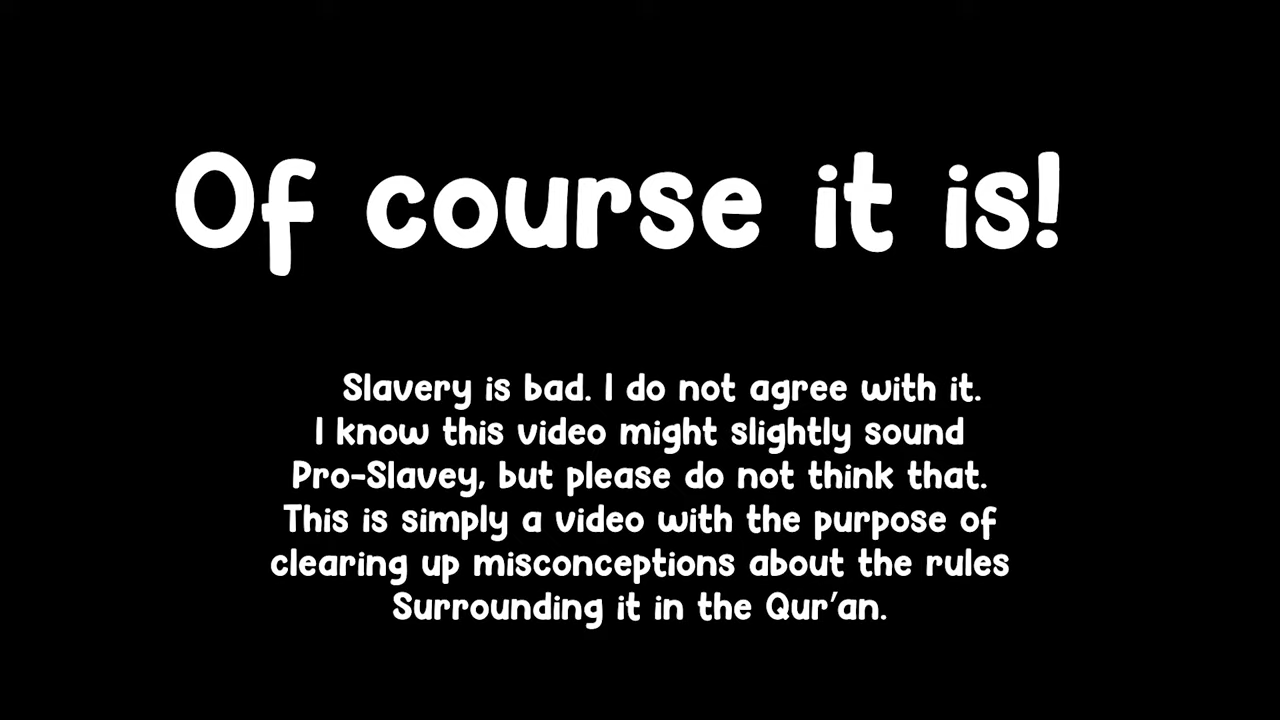 Of course it is!
Slavery is bad. I do not agree with it.
I know this video might slightly sound
Pro-Slavey, but please do not think that.
This is simply a video with the purpose of
clearing up misconceptions about the rules
Surrounding it in the Qur'an.